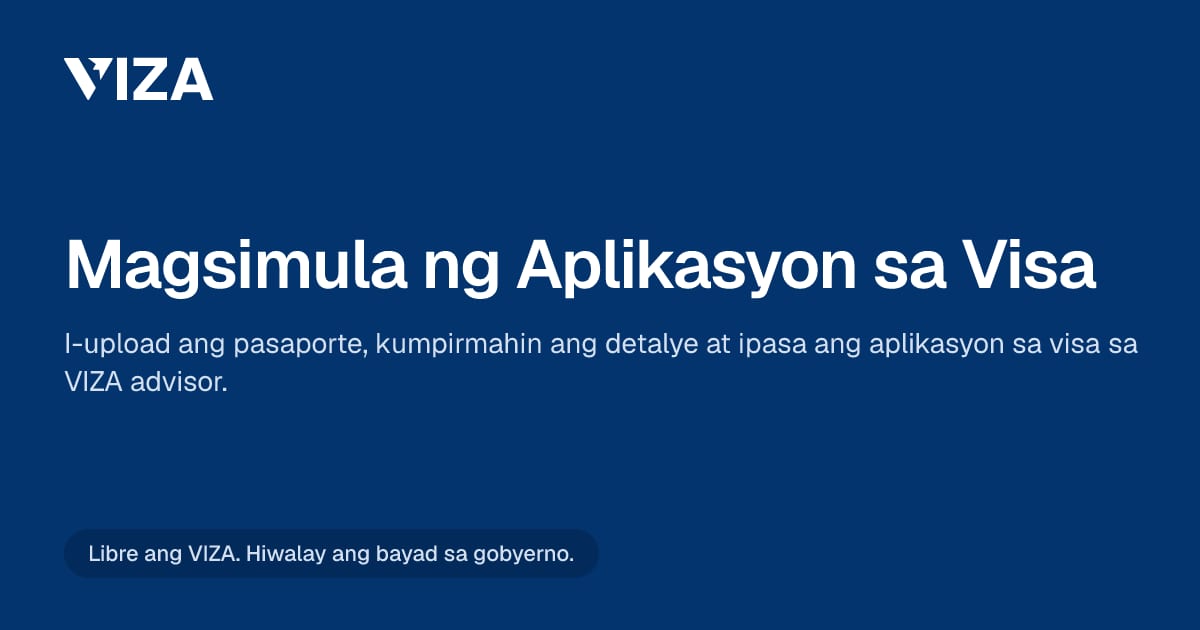 VIZA
Magsimula ng Aplikasyon sa Visa
I-upload ang pasaporte, kumpirmahin ang detalye at ipasa ang aplikasyon sa visa sa
VIZA advisor.
Libre ang VIZA. Hiwalay ang bayad sa gobyerno.